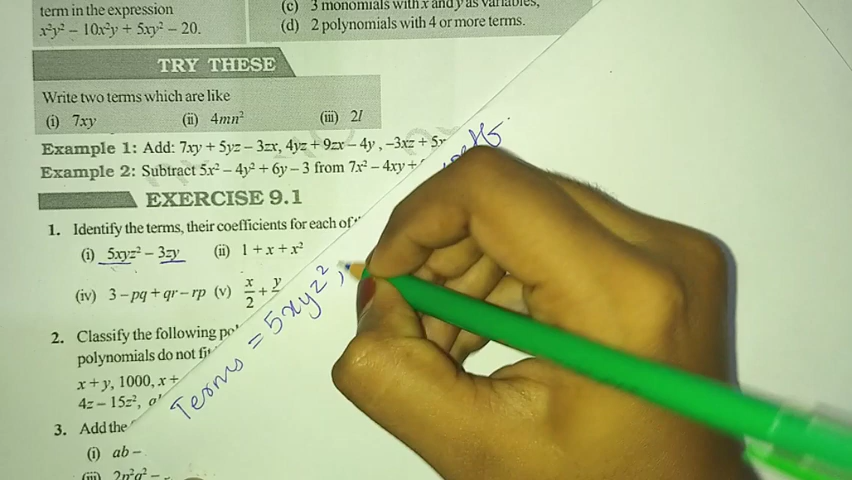 term in the expression
x²y² – 10x²y + 5xy² – 20.
(c) 3 monomials with x and y as variables,
(d) 2 polynomials with 4 or more terms.
TRY THESE
Write two terms which are like
(i) 7xy (ii) 4mn² (iii) 2l
Example 1: Add: 7xy + 5yz – 3zx, 4yz + 9zx – 4y , –3xz + 5x
Example 2: Subtract 5x² – 4y² + 6y – 3 from 7x² – 4xy +
EXERCISE 9.1
1. Identify the terms, their coefficients for each of
(i) 5xyz² – 3zy (ii) 1 + x + x²
(iv) 3 – pq + qr – rp (v) x/2 + y
2. Classify the following
polynomials do not
x + y, 1000, x +
4z – 15z²,
3. Add the
(i) ab –
(iii) 2p²q² –
Terms = 5xyz²,